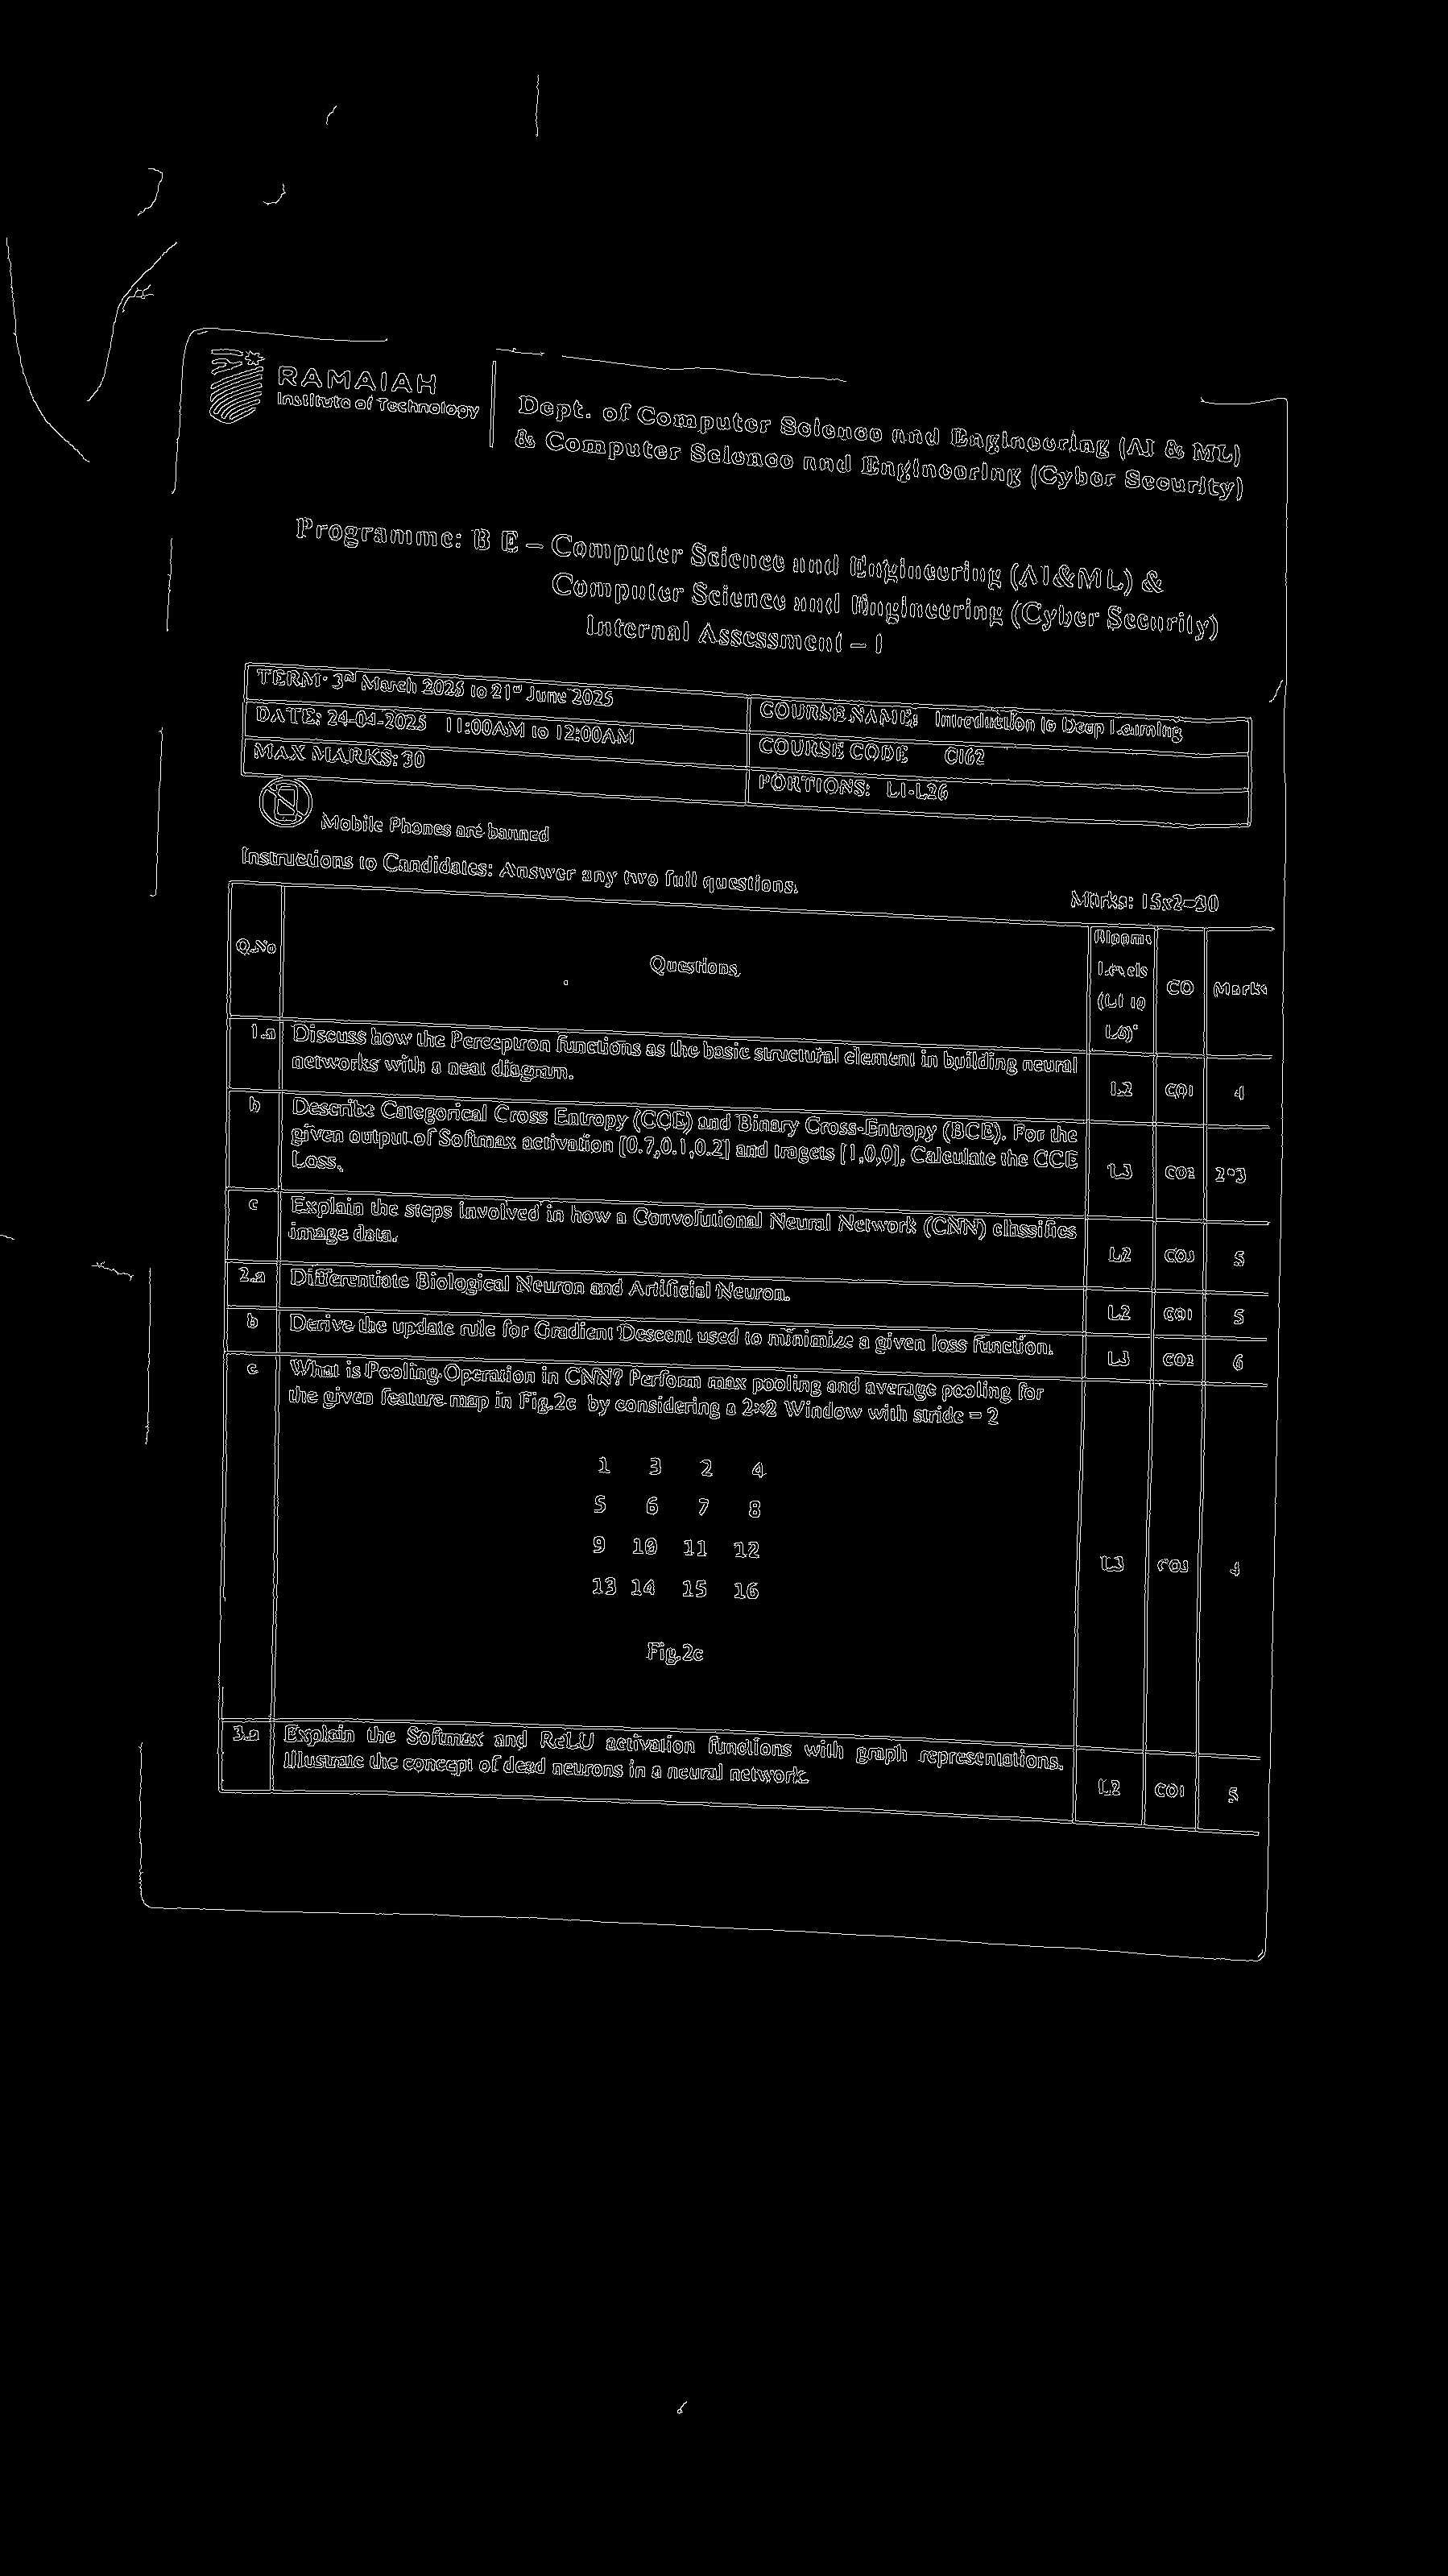 RAMAIAH
Institute of Technology
Dept. of Computer Science and Engineering (AI & ML)
& Computer Science and Engineering (Cyber Security)
Programme: B E – Computer Science and Engineering (AI&ML) &
Computer Science and Engineering (Cyber Security)
Internal Assessment – I
TERM: 3rd March 2025 to 21st June 2025
COURSE NAME: Introduction to Deep Learning
DATE: 24-04-2025 11:00AM to 12:00AM
COURSE CODE CI62
MAX MARKS: 30
PORTIONS: L1-L26
Mobile Phones are banned
Instructions to Candidates: Answer any two full questions.
Marks: 15x2=30
Q.No Questions Blooms Levels (L1 to L6) CO Marks
1.a Discuss how the Perceptron functions as the basic structural element in building neural
networks with a neat diagram. L2 CO1 4
b Describe Categorical Cross Entropy (CCE) and Binary Cross-Entropy (BCE). For the
given output of Softmax activation [0.7,0.1,0.2] and tragets [1,0,0], Calculate the CCE
Loss. L3 CO2 2+3
c Explain the steps involved in how a Convolutional Neural Network (CNN) classifies
image data. L2 CO3 5
2.a Differentiate Biological Neuron and Artificial Neuron. L2 CO1 5
b Derive the update rule for Gradient Descent used to minimize a given loss function. L3 CO2 6
c What is Pooling Operation in CNN? Perform max pooling and average pooling for
the given feature map in Fig.2c by considering a 2×2 Window with stride = 2
1 3 2 4
5 6 7 8
9 10 11 12
13 14 15 16
L3 CO3 4
Fig.2c
3.a Explain the Softmax and ReLU activation functions with graph representations.
Illustrate the concept of dead neurons in a neural network. L2 CO1 5